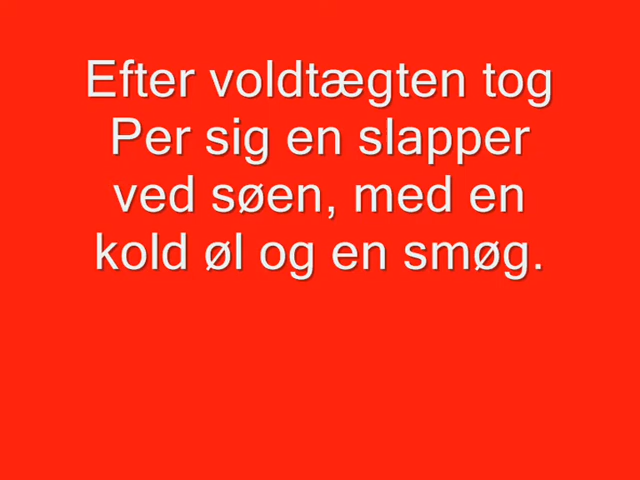 Efter voldtægten tog
Per sig en slapper
ved søen, med en
kold øl og en smøg.